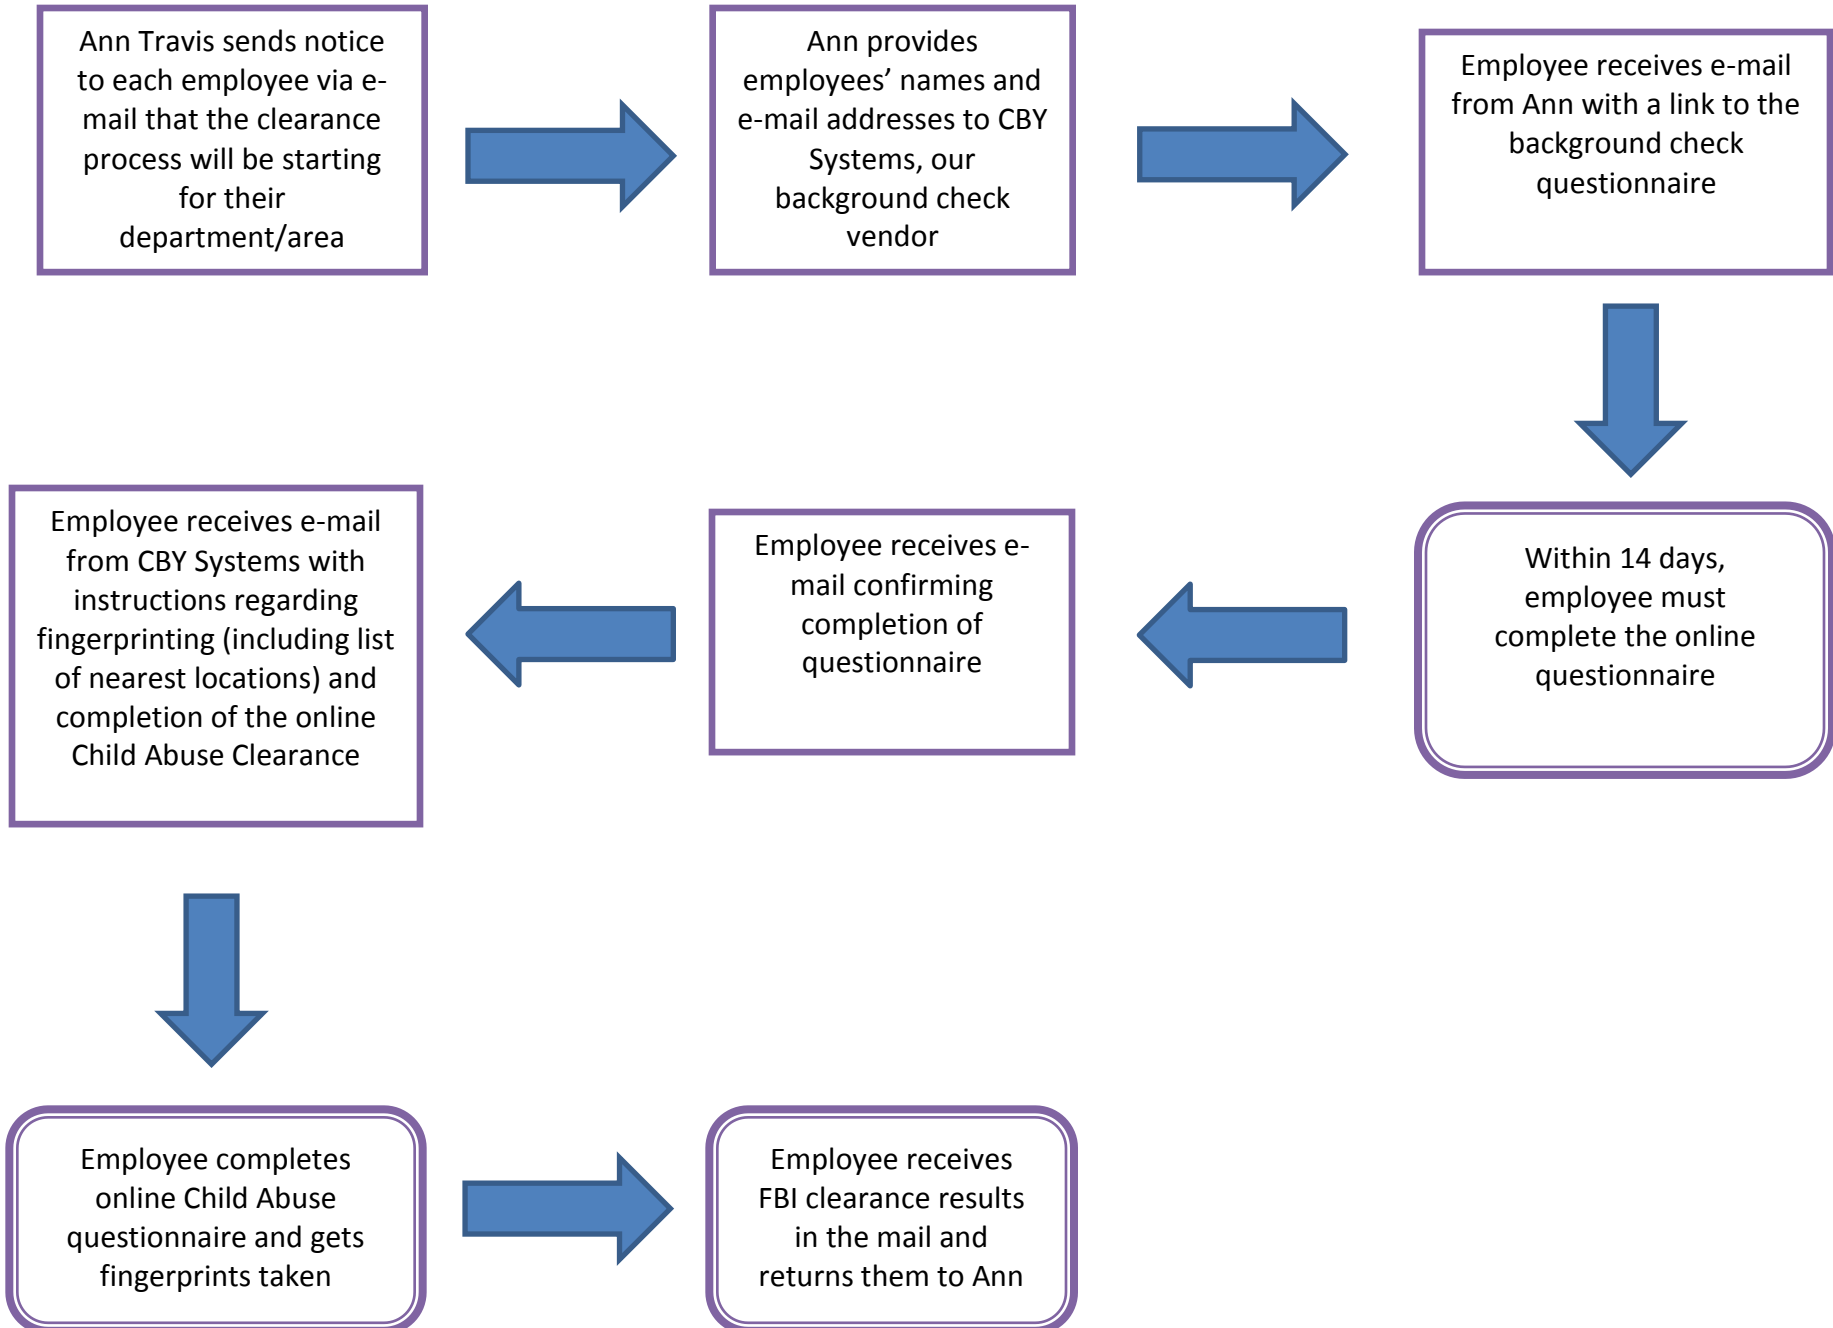 Ann Travis sends notice
to each employee via e-
mail that the clearance
process will be starting
for their
department/area
Ann provides
employees’ names and
e-mail addresses to CBY
Systems, our
background check
vendor
Employee receives e-mail
from Ann with a link to the
background check
questionnaire
Within 14 days,
employee must
complete the online
questionnaire
Employee receives e-
mail confirming
completion of
questionnaire
Employee receives e-mail
from CBY Systems with
instructions regarding
fingerprinting (including list
of nearest locations) and
completion of the online
Child Abuse Clearance
Employee completes
online Child Abuse
questionnaire and gets
fingerprints taken
Employee receives
FBI clearance results
in the mail and
returns them to Ann